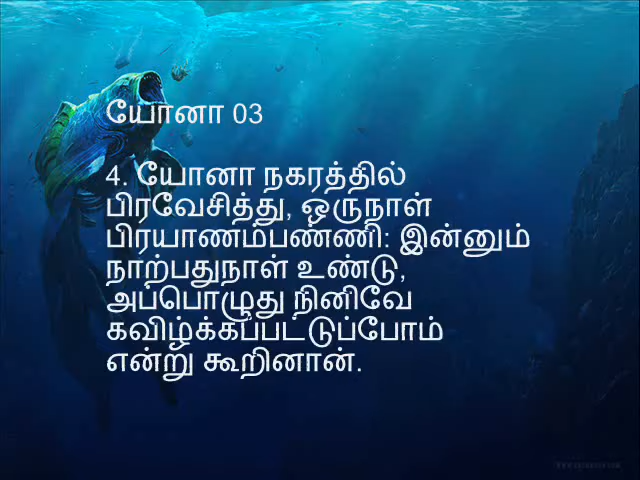 யோனா 03
4. யோனா நகரத்தில்
பிரவேசித்து, ஒருநாள்
பிரயாணம்பண்ணி: இன்னும்
நாற்பதுநாள் உண்டு,
அப்பொழுது நினிவே
கவிழ்க்கப்பட்டுப்போம்
என்று கூறினான்.